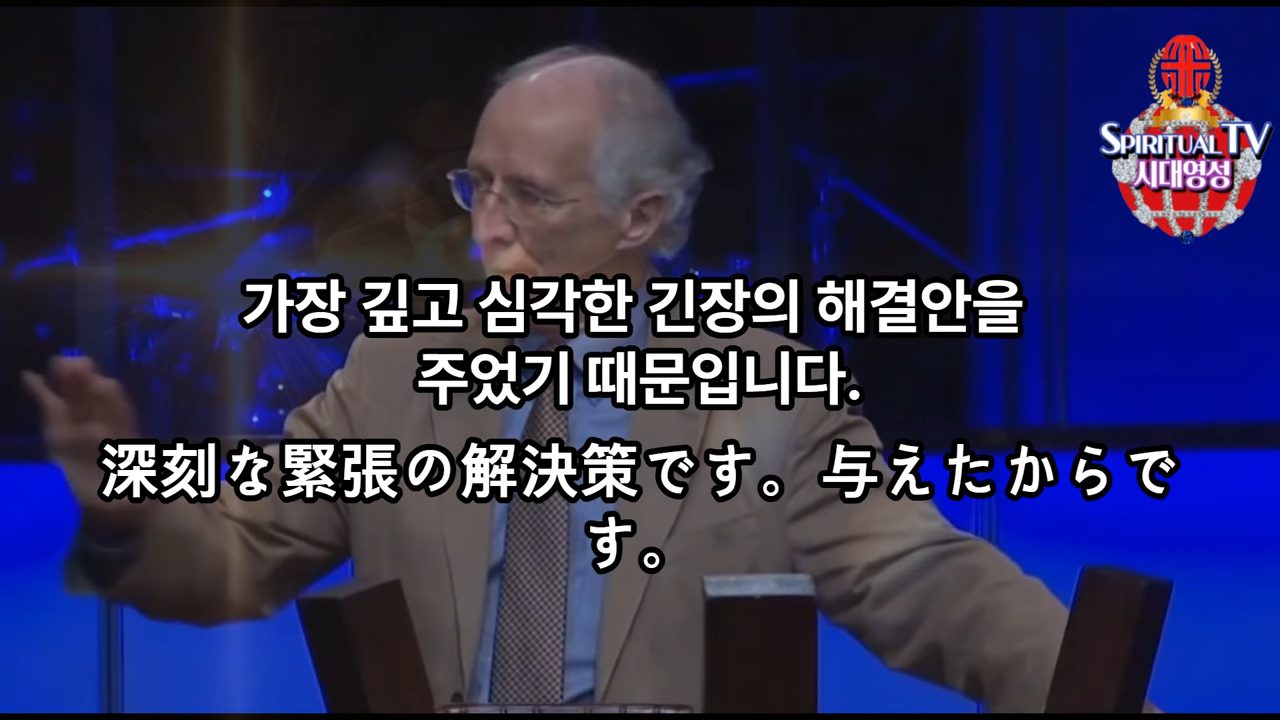 SPIRITUAL TV
시대영성
가장 깊고 심각한 긴장의 해결안을
주었기 때문입니다.
深刻な緊張の解決策です。与えたからで
す。